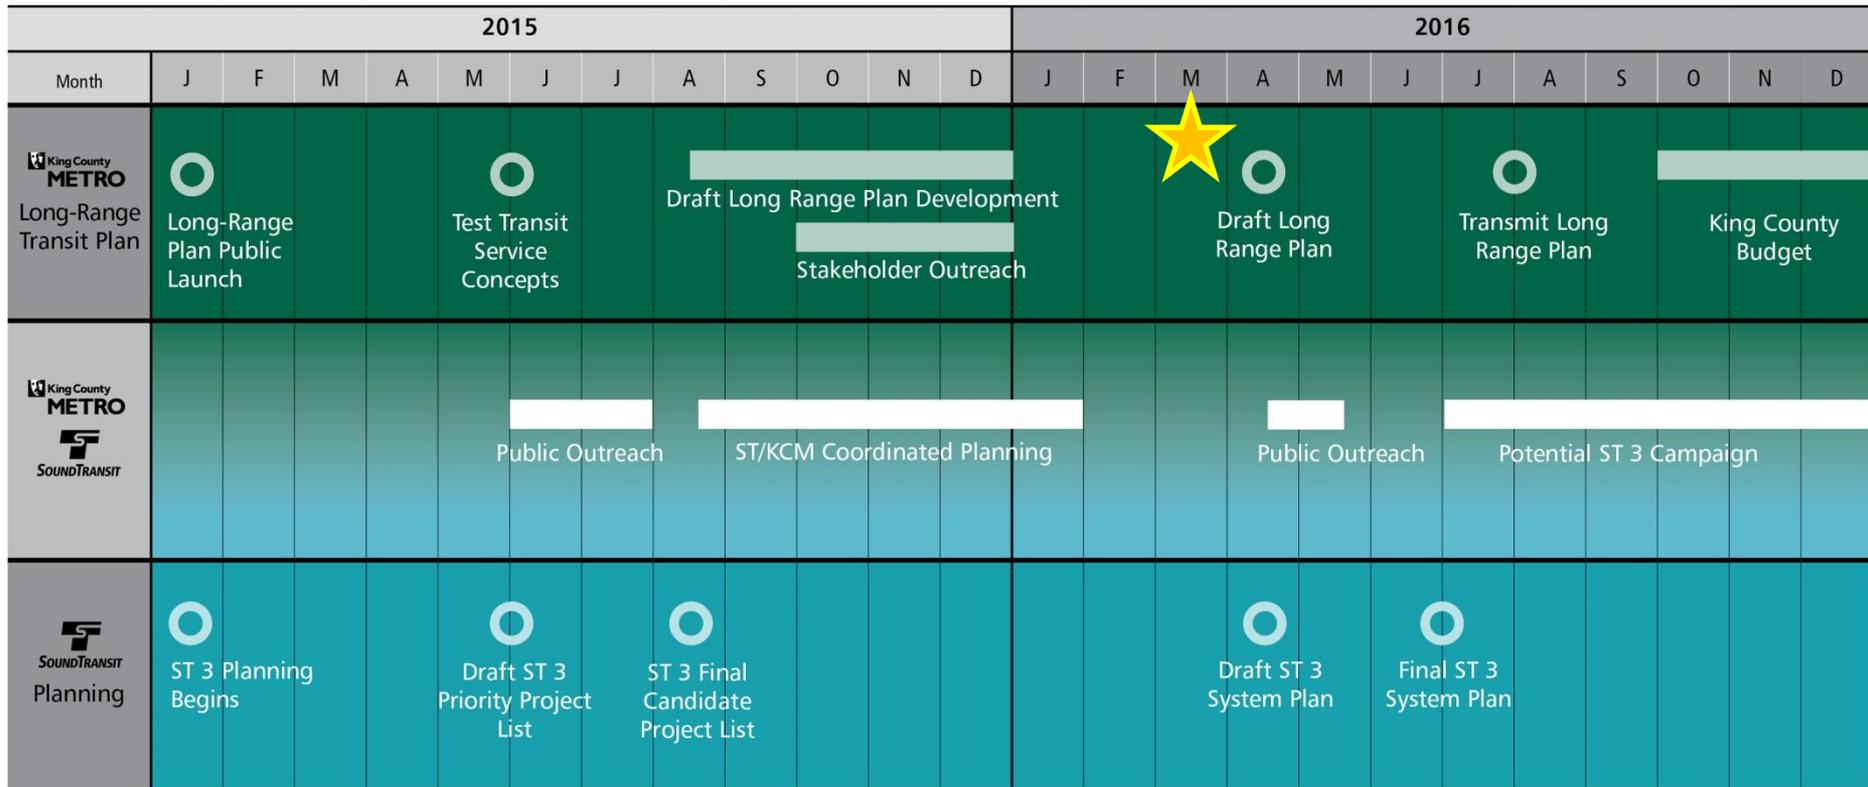 2015 2016
Month J F M A M J J A S O N D J F M A M J J A S O N D
King County
METRO
Long-Range
Transit Plan
Long-Range
Plan Public
Launch
Test Transit
Service
Concepts
Draft Long Range Plan Development
Stakeholder Outreach
Draft Long
Range Plan
Transmit Long
Range Plan
King County
Budget
King County
METRO
SOUNDTRANSIT
Public Outreach
ST/KCM Coordinated Planning
Public Outreach
Potential ST 3 Campaign
SOUNDTRANSIT
Planning
ST 3 Planning
Begins
Draft ST 3
Priority Project
List
ST 3 Final
Candidate
Project List
Draft ST 3
System Plan
Final ST 3
System Plan